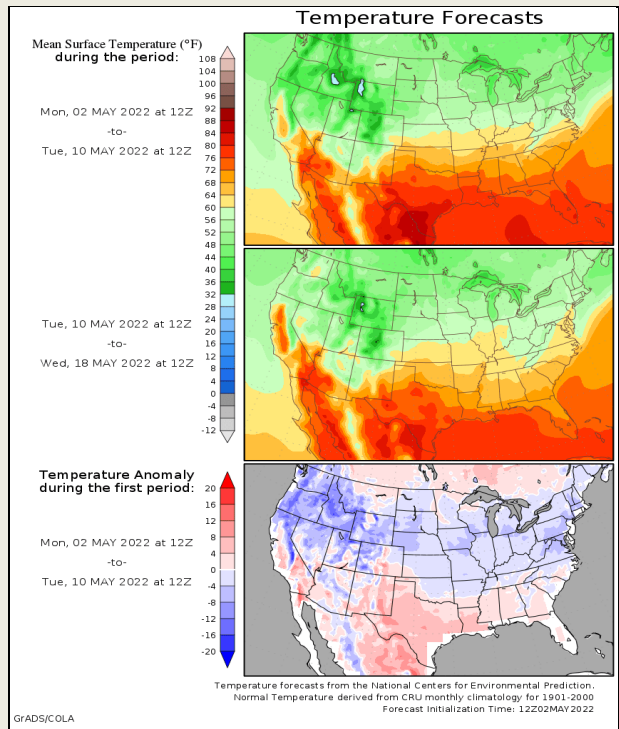 Temperature Forecasts
Mean Surface Temperature (°F)
during the period:
Mon, 02 MAY 2022 at 12Z
-to-
Tue, 10 MAY 2022 at 12Z
108
104
100
96
92
88
84
80
76
72
68
64
60
56
52
48
44
40
36
32
28
24
20
16
12
8
4
0
-4
-8
-12
Tue, 10 MAY 2022 at 12Z
-to-
Wed, 18 MAY 2022 at 12Z
Temperature Anomaly
during the first period:
Mon, 02 MAY 2022 at 12Z
-to-
Tue, 10 MAY 2022 at 12Z
20
16
12
8
4
0
-4
-8
-12
-16
-20
Temperature forecasts from the National Centers for Environmental Prediction.
Normal Temperature derived from CRU monthly climatology for 1901-2000
Forecast Initialization Time: 12Z02MAY2022
GrADS/COLA